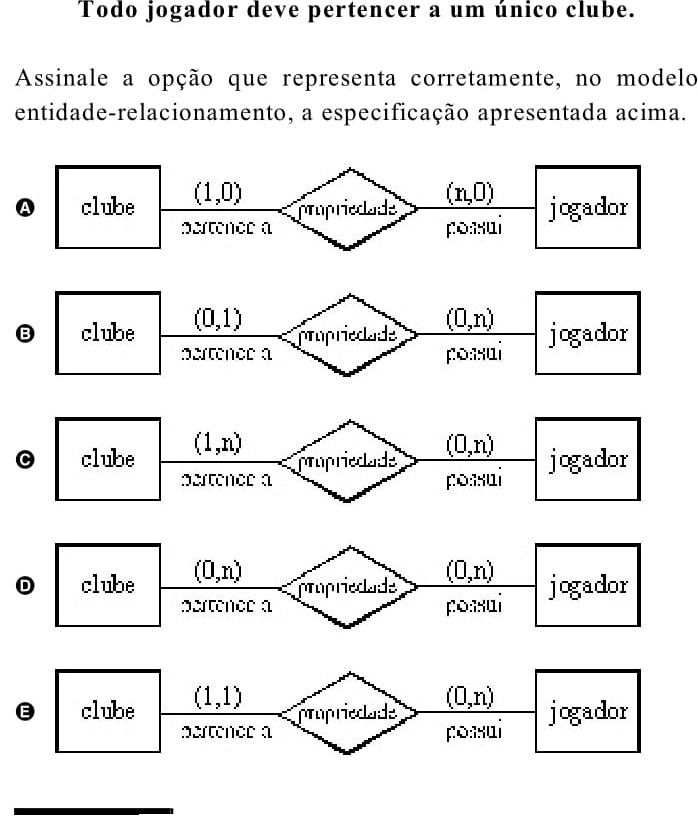 Todo jogador deve pertencer a um único clube.
Assinale a opção que representa corretamente, no modelo
entidade-relacionamento, a especificação apresentada acima.
A clube (1,0) pertence a propriedade (n,0) possui jogador
B clube (0,1) pertence a propriedade (0,n) possui jogador
C clube (1,n) pertence a propriedade (0,n) possui jogador
D clube (0,n) pertence a propriedade (0,n) possui jogador
E clube (1,1) pertence a propriedade (0,n) possui jogador